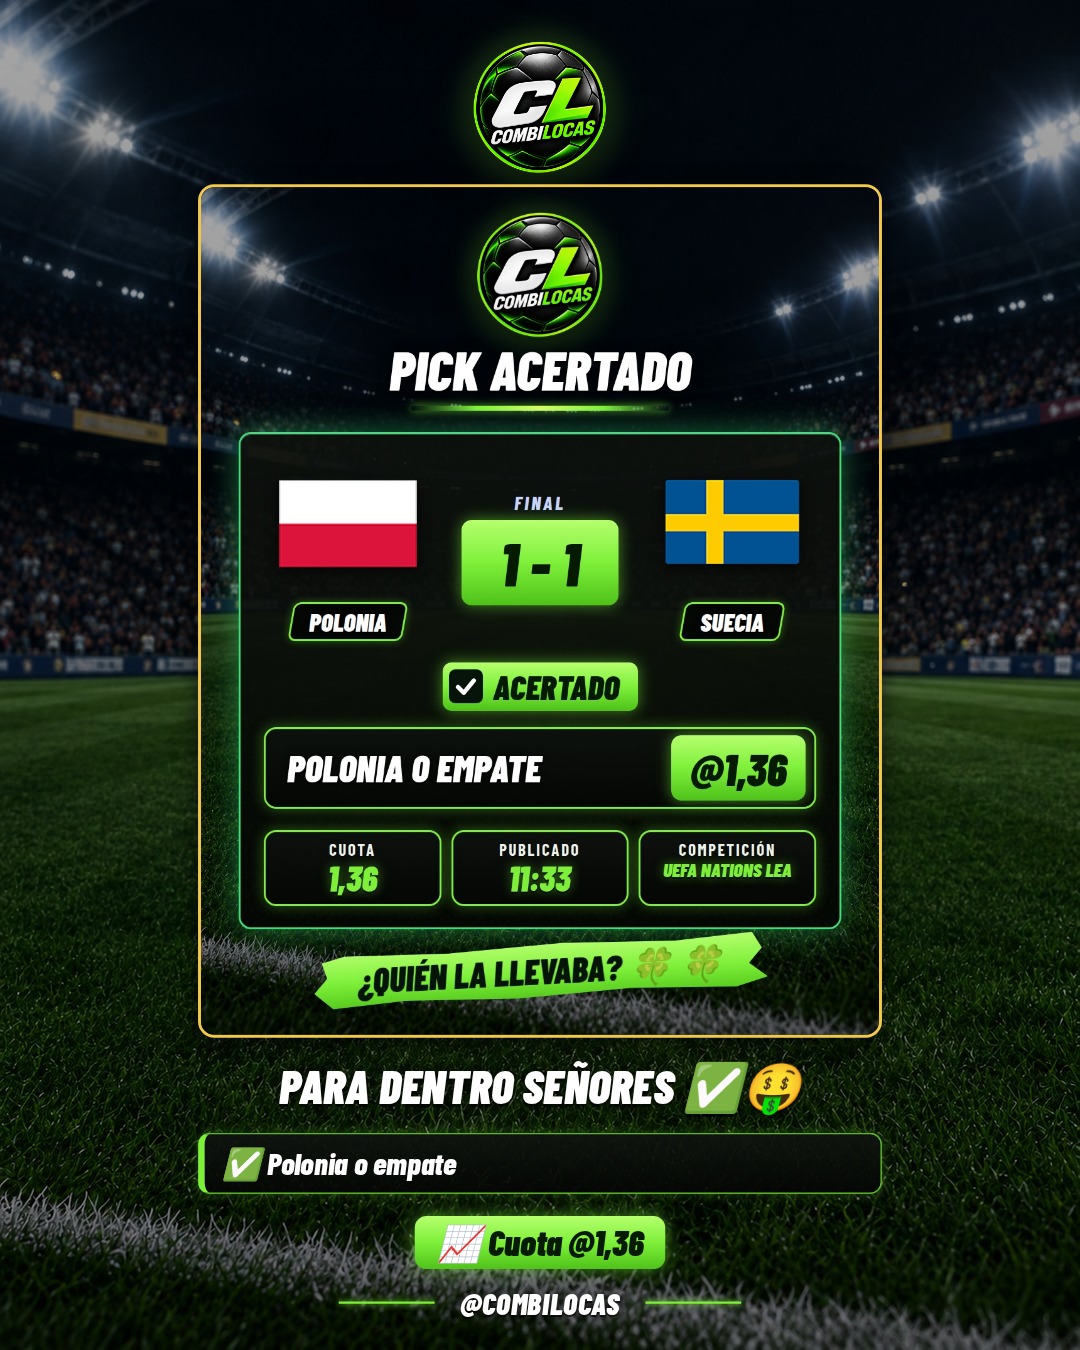 CL
COMBILOCAS
CL
COMBILOCAS
PICK ACERTADO
FINAL
1 - 1
POLONIA
SUECIA
✓ ACERTADO
POLONIA O EMPATE
@1,36
CUOTA
1,36
PUBLICADO
11:33
COMPETICIÓN
UEFA NATIONS LEA
¿QUIÉN LA LLEVABA? 🍀 🍀
PARA DENTRO SEÑORES ✅🤑
✅ Polonia o empate
📈 Cuota @1,36
@COMBILOCAS